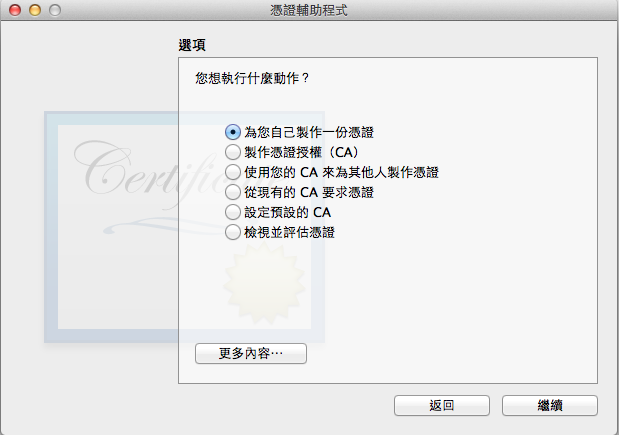 憑證輔助程式
選項
您想執行什麼動作？
為您自己製作一份憑證
製作憑證授權（CA）
使用您的 CA 來為其他人製作憑證
從現有的 CA 要求憑證
設定預設的 CA
檢視並評估憑證
更多內容⋯
返回
繼續